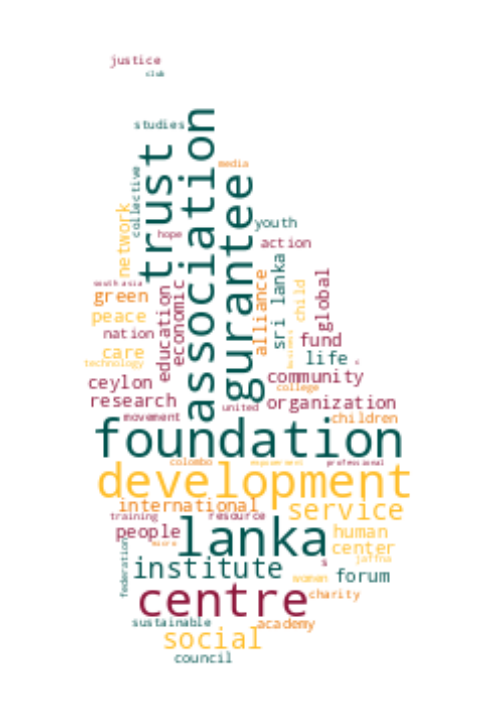 justice
club
studies
trust
association
gurantee
media
collective
network
hope
youth
action
south asia
green
peace
nation
care
technology
education
economic
alliance
sri lanka
child
global
fund
life
community
college
ceylon
research
movement
united
organization
children
foundation
colombo
empowerment
professional
development
international
service
training
resource
people
lanka
human
center
jaffna
federation
institute
s
women
forum
centre
charity
sustainable
academy
social
council